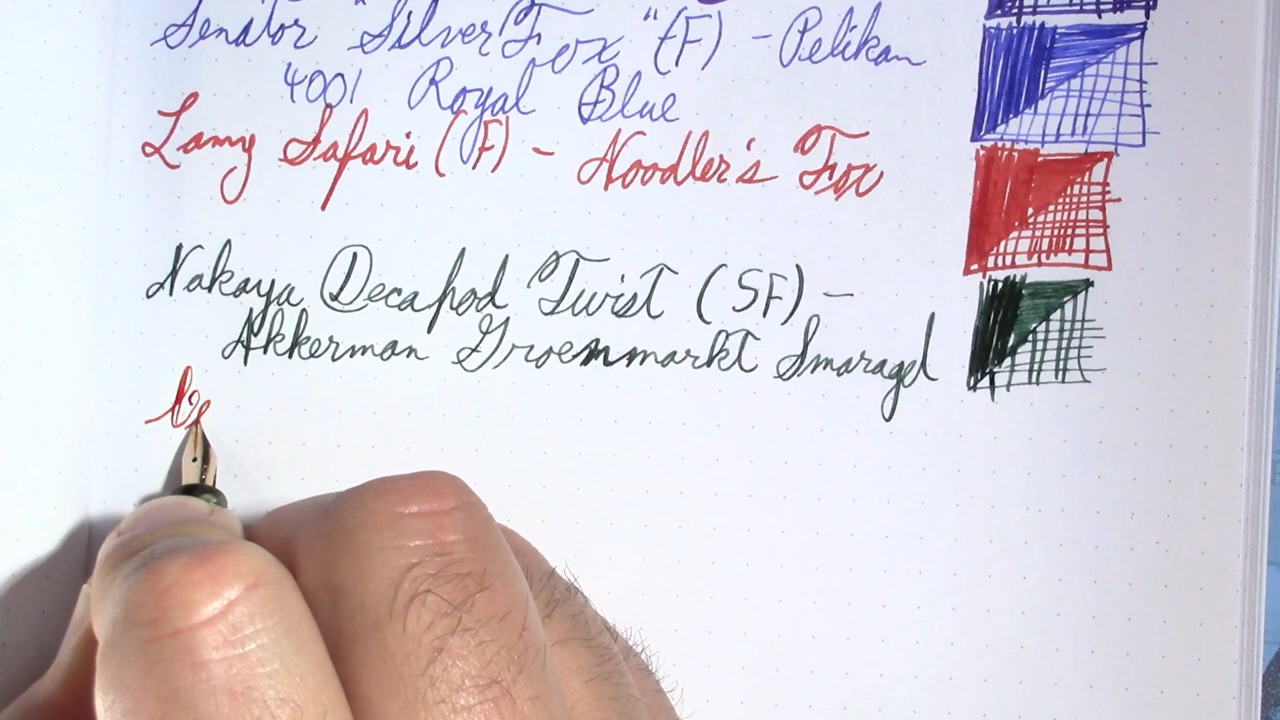 Senator "Silver Fox" (F) - Pelikan
4001 Royal Blue
Lamy Safari (F) - Noodler's Fox
Nakaya Decapod Twist (SF) -
Akkerman Groenmarkt Smaragd